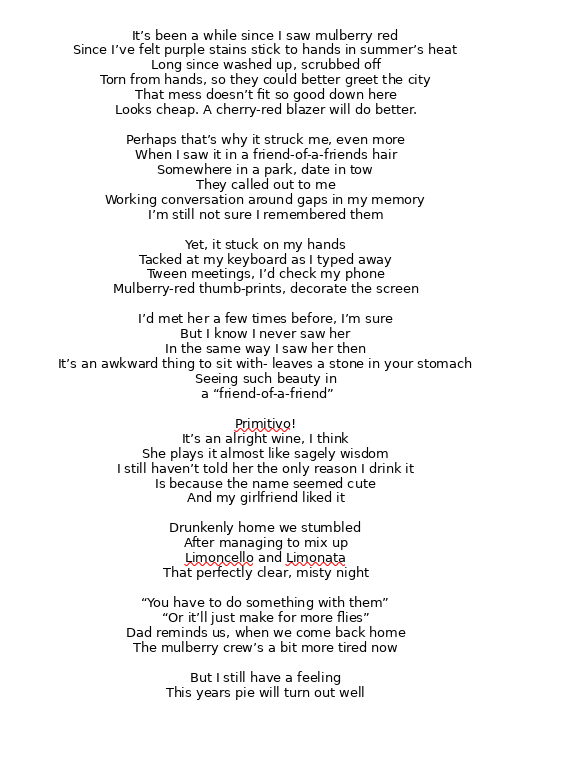 It’s been a while since I saw mulberry red
Since I’ve felt purple stains stick to hands in summer’s heat
Long since washed up, scrubbed off
Torn from hands, so they could better greet the city
That mess doesn’t fit so good down here
Looks cheap. A cherry-red blazer will do better.

Perhaps that’s why it struck me, even more
When I saw it in a friend-of-a-friends hair
Somewhere in a park, date in tow
They called out to me
Working conversation around gaps in my memory
I’m still not sure I remembered them

Yet, it stuck on my hands
Tacked at my keyboard as I typed away
Tween meetings, I’d check my phone
Mulberry-red thumb-prints, decorate the screen

I’d met her a few times before, I’m sure
But I know I never saw her
In the same way I saw her then
It’s an awkward thing to sit with- leaves a stone in your stomach
Seeing such beauty in
a “friend-of-a-friend”

Primitivo!
It’s an alright wine, I think
She plays it almost like sagely wisdom
I still haven’t told her the only reason I drink it
Is because the name seemed cute
And my girlfriend liked it

Drunkenly home we stumbled
After managing to mix up
Limoncello and Limonata
That perfectly clear, misty night

“You have to do something with them”
“Or it’ll just make for more flies”
Dad reminds us, when we come back home
The mulberry crew’s a bit more tired now

But I still have a feeling
This years pie will turn out well